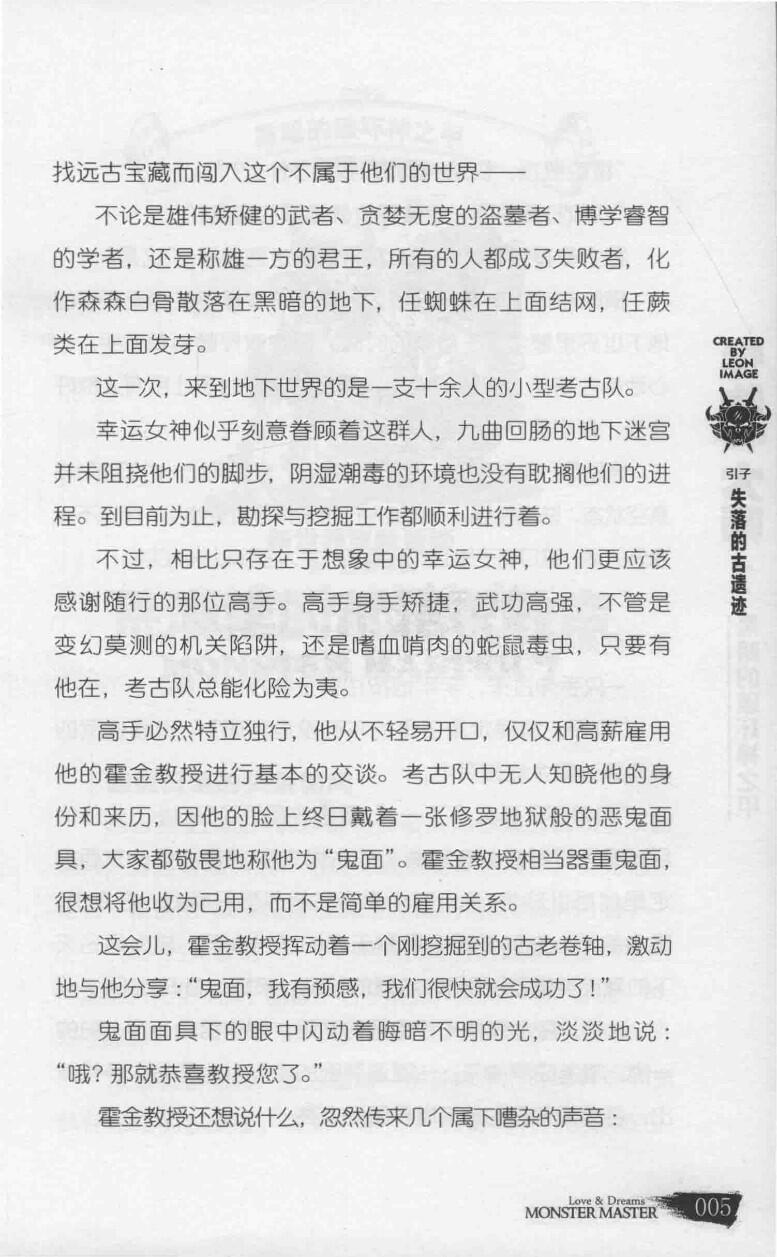 找远古宝藏而闯入这个不属于他们的世界——
不论是雄伟矫健的武者、贪婪无度的盗墓者、博学睿智
的学者，还是称雄一方的君王，所有的人都成了失败者，化
作森森白骨散落在黑暗的地下，任蜘蛛在上面结网，任蕨
类在上面发芽。
这一次，来到地下世界的是一支十余人的小型考古队。
幸运女神似乎刻意眷顾着这群人，九曲回肠的地下迷宫
并未阻挠他们的脚步，阴湿潮毒的环境也没有耽搁他们的进
程。到目前为止，勘探与挖掘工作都顺利进行着。
不过，相比只存在于想象中的幸运女神，他们更应该
感谢随行的那位高手。高手身手矫捷，武功高强，不管是
变幻莫测的机关陷阱，还是嗜血啃肉的蛇鼠毒虫，只要有
他在，考古队总能化险为夷。
高手必然特立独行，他从不轻易开口，仅仅和高薪雇用
他的霍金教授进行基本的交谈。考古队中无人知晓他的身
份和来历，因他的脸上终日戴着一张修罗地狱般的恶鬼面
具，大家都敬畏地称他为“鬼面”。霍金教授相当器重鬼面，
很想将他收为己用，而不是简单的雇用关系。
这会儿，霍金教授挥动着一个刚挖掘到的古老卷轴，激动
地与他分享：“鬼面，我有预感，我们很快就会成功了！”
鬼面面具下的眼中闪动着晦暗不明的光，淡淡地说：
“哦？那就恭喜教授您了。”
霍金教授还想说什么，忽然传来几个属下嘈杂的声音：
CREATED
BY
LEON
IMAGE
引子
失落的古遗迹
Love & Dreams
MONSTER MASTER
005